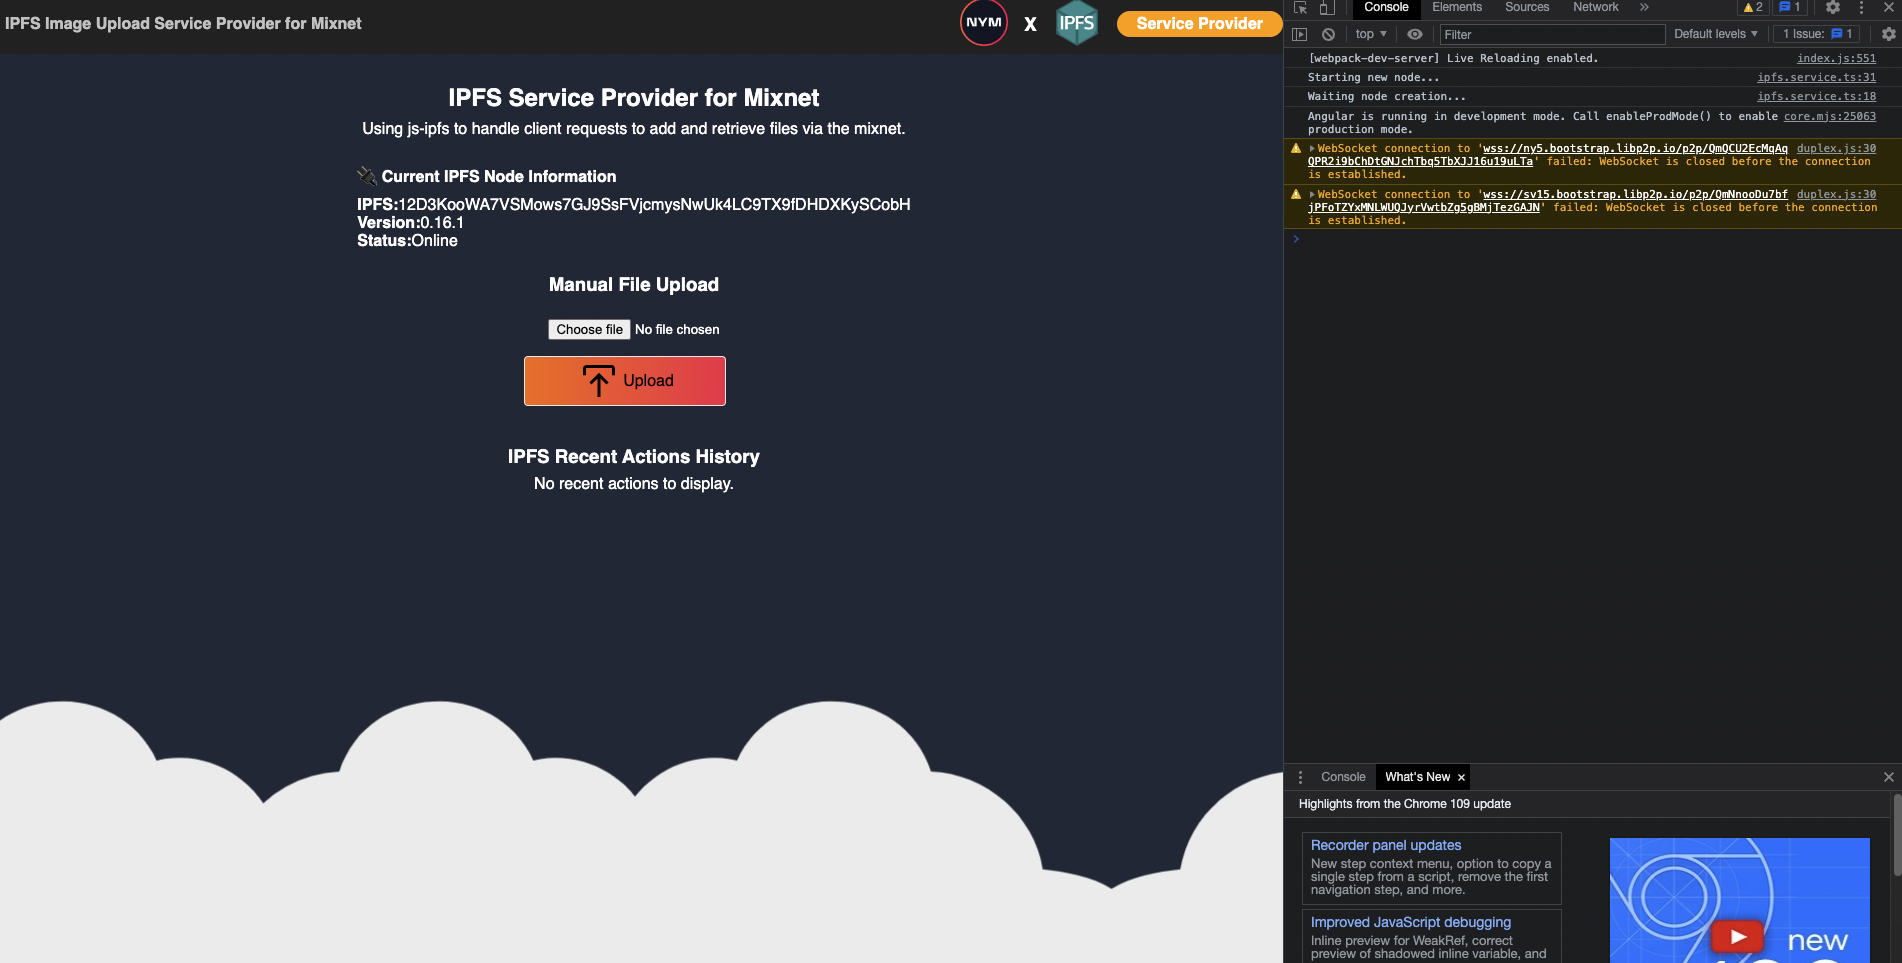 IPFS Image Upload Service Provider for Mixnet
NYM
X
IPFS
Service Provider
IPFS Service Provider for Mixnet
Using js-ipfs to handle client requests to add and retrieve files via the mixnet.
Current IPFS Node Information
IPFS:12D3KooWA7VSMows7GJ9SsFVjcmysNwUk4LC9TX9fDHDXKySCobH
Version:0.16.1
Status:Online
Manual File Upload
Choose file No file chosen
Upload
IPFS Recent Actions History
No recent actions to display.
Console Elements Sources Network » 2 1
top Filter Default levels 1 Issue: 1
[webpack-dev-server] Live Reloading enabled. index.js:551
Starting new node... ipfs.service.ts:31
Waiting node creation... ipfs.service.ts:18
Angular is running in development mode. Call enableProdMode() to enable core.mjs:25063
production mode.
WebSocket connection to 'wss://ny5.bootstrap.libp2p.io/p2p/QmQCU2EcMqAq duplex.js:30
QPR2i9bChDtGNJchTbq5TbXJJ16u19uLTa' failed: WebSocket is closed before the connection
is established.
WebSocket connection to 'wss://sv15.bootstrap.libp2p.io/p2p/QmNnooDu7bf duplex.js:30
jPFoTZYxMNLWUQJyrVwtbZg5gBMjTezGAJN' failed: WebSocket is closed before the connection
is established.
Console What's New
Highlights from the Chrome 109 update
Recorder panel updates
New step context menu, option to copy a
single step from a script, remove the first
navigation step, and more.
Improved JavaScript debugging
Inline preview for WeakRef, correct
preview of shadowed inline variable, and
new